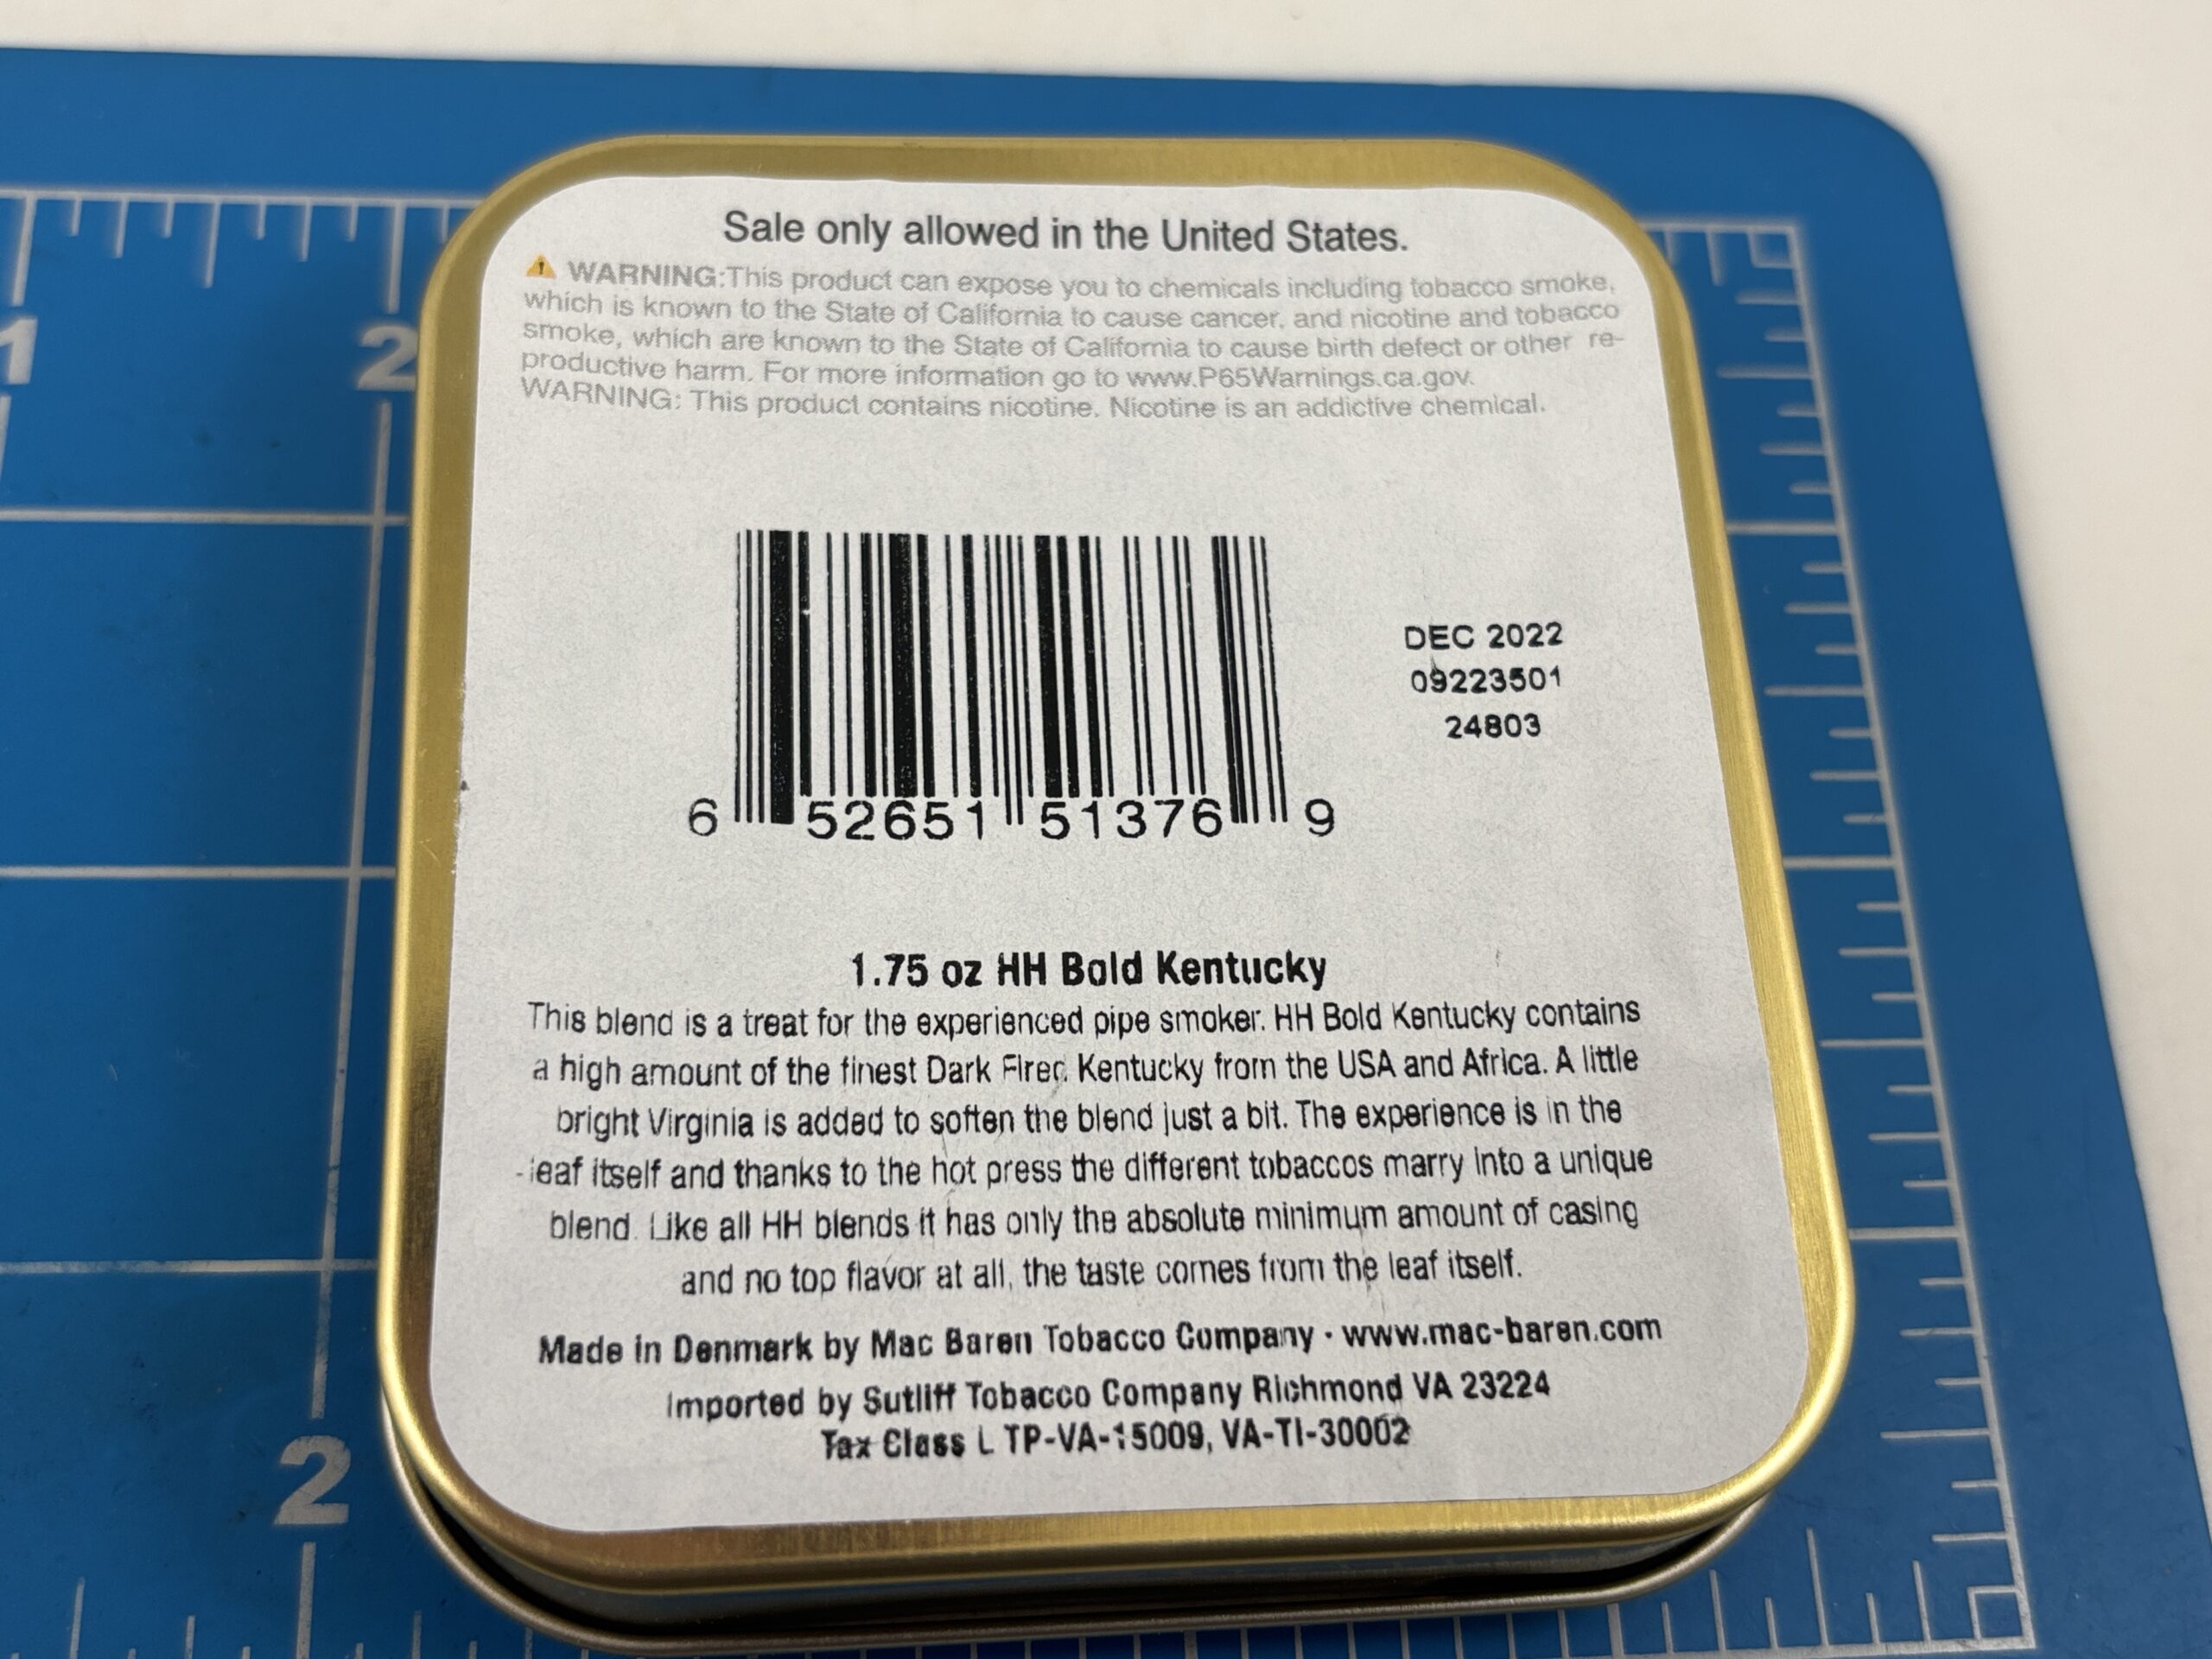 Sale only allowed in the United States.
⚠ WARNING:This product can expose you to chemicals including tobacco smoke,
which is known to the State of California to cause cancer, and nicotine and tobacco
smoke, which are known to the State of California to cause birth defect or other re-
productive harm. For more information go to www.P65Warnings.ca.gov.
WARNING: This product contains nicotine. Nicotine is an addictive chemical.
DEC 2022
09223501
24803
6 52651 51376 9
1.75 oz HH Bold Kentucky
This blend is a treat for the experienced pipe smoker. HH Bold Kentucky contains
a high amount of the finest Dark Fired Kentucky from the USA and Africa. A little
bright Virginia is added to soften the blend just a bit. The experience is in the
leaf itself and thanks to the hot press the different tobaccos marry into a unique
blend. Like all HH blends it has only the absolute minimum amount of casing
and no top flavor at all, the taste comes from the leaf itself.
Made in Denmark by Mac Baren Tobacco Company · www.mac-baren.com
Imported by Sutliff Tobacco Company Richmond VA 23224
Tax Class L TP-VA-15009, VA-TI-30002
1
2
2